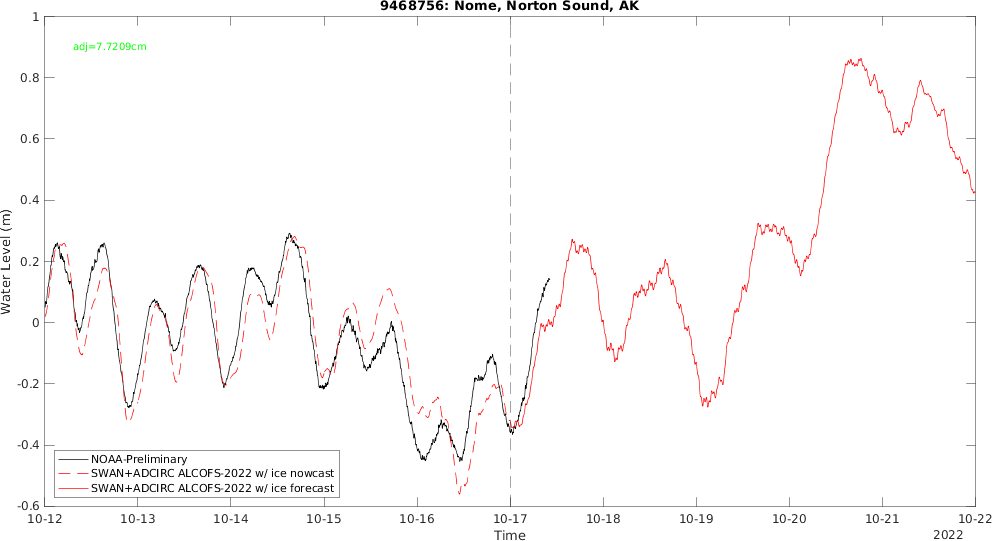 9468756: Nome, Norton Sound, AK
adj=7.7209cm
Water Level (m)
1
0.8
0.6
0.4
0.2
0
-0.2
-0.4
-0.6
NOAA-Preliminary
SWAN+ADCIRC ALCOFS-2022 w/ ice nowcast
SWAN+ADCIRC ALCOFS-2022 w/ ice forecast
10-12 10-13 10-14 10-15 10-16 10-17 10-18 10-19 10-20 10-21 10-22
Time
2022